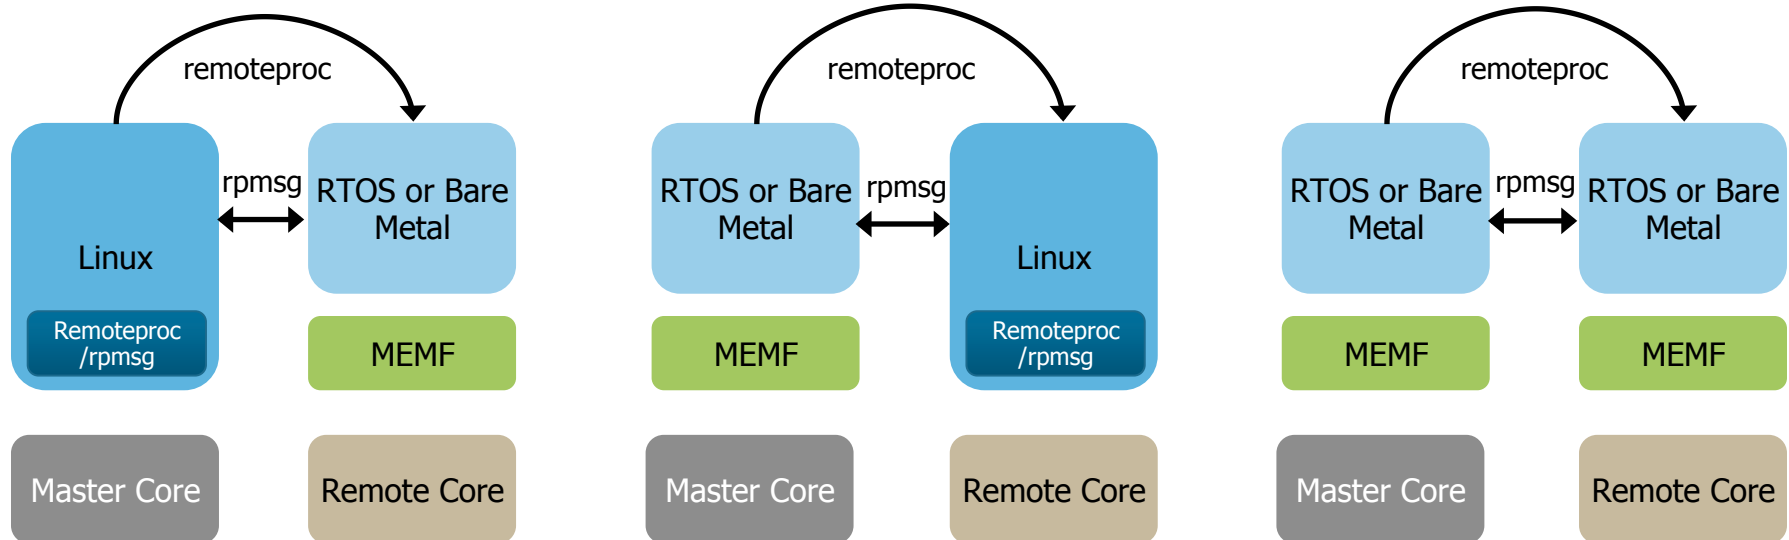 remoteproc
rpmsg
Linux
RTOS or Bare
Metal
Remoteproc
/rpmsg
MEMF
Master Core
Remote Core
remoteproc
rpmsg
RTOS or Bare
Metal
Linux
MEMF
Remoteproc
/rpmsg
Master Core
Remote Core
remoteproc
rpmsg
RTOS or Bare
Metal
RTOS or Bare
Metal
MEMF
MEMF
Master Core
Remote Core